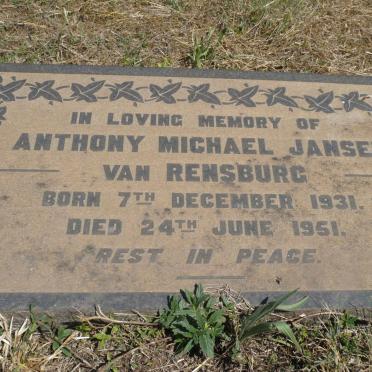 IN LOVING MEMORY OF
ANTHONY MICHAEL JANSE
VAN RENSBURG
BORN 7TH DECEMBER 1931.
DIED 24TH JUNE 1951.
REST IN PEACE.